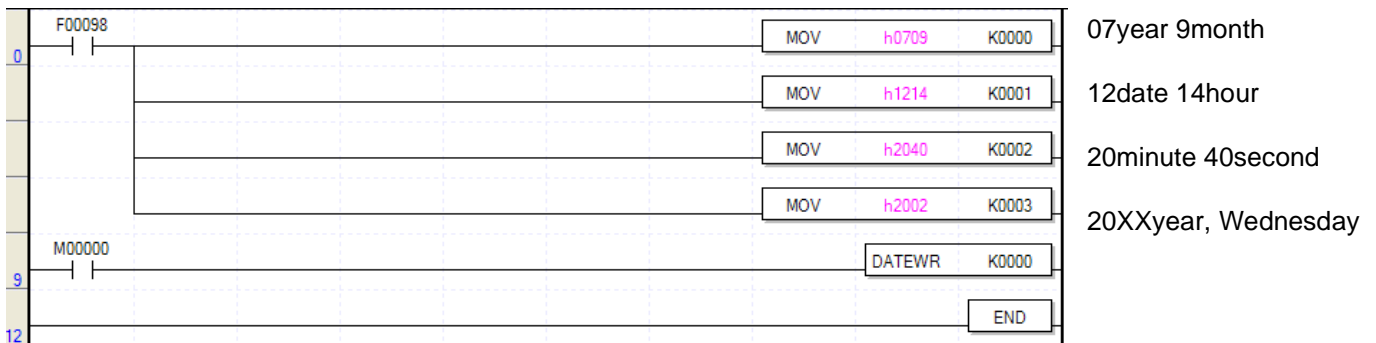 F00098
0 MOV h0709 K0000 07year 9month
MOV h1214 K0001 12date 14hour
MOV h2040 K0002 20minute 40second
MOV h2002 K0003 20XXyear, Wednesday
M00000
9 DATEWR K0000
12 END